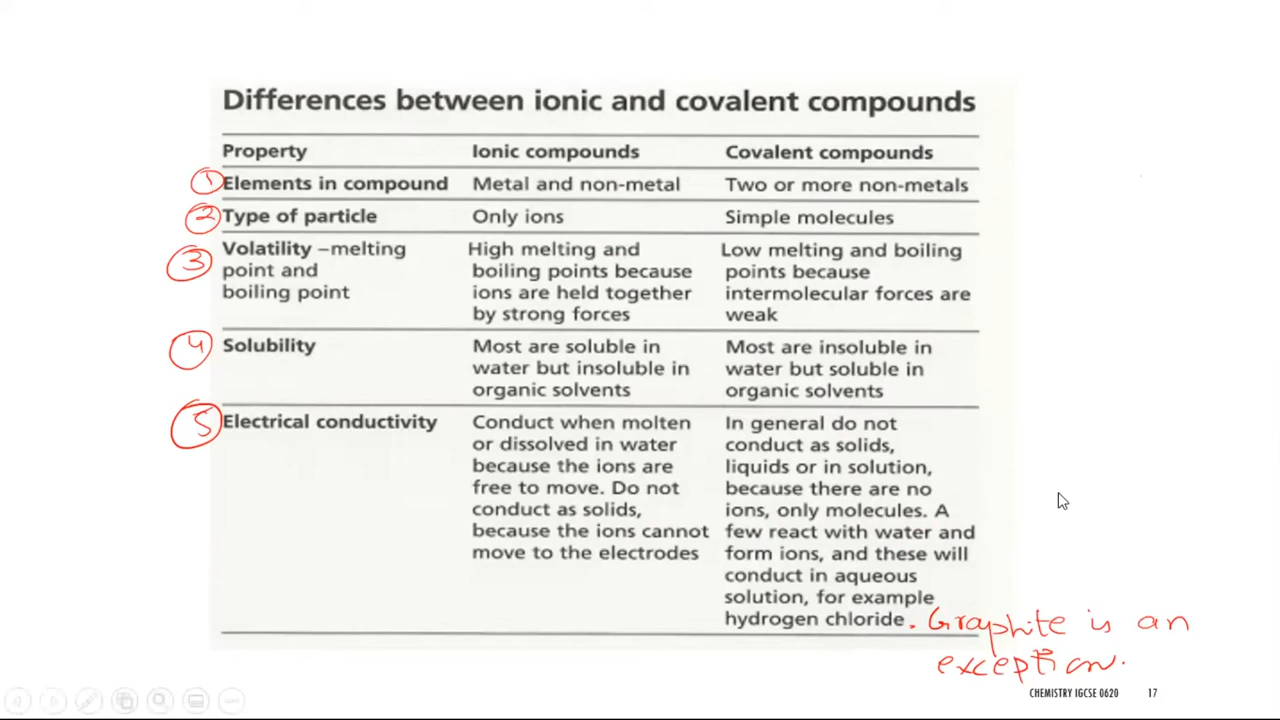 Differences between ionic and covalent compounds
Property Ionic compounds Covalent compounds
1 Elements in compound Metal and non-metal Two or more non-metals
2 Type of particle Only ions Simple molecules
3 Volatility –melting High melting and Low melting and boiling
point and boiling points because points because
boiling point ions are held together intermolecular forces are
by strong forces weak
4 Solubility Most are soluble in Most are insoluble in
water but insoluble in water but soluble in
organic solvents organic solvents
5 Electrical conductivity Conduct when molten In general do not
or dissolved in water conduct as solids,
because the ions are liquids or in solution,
free to move. Do not because there are no
conduct as solids, ions, only molecules. A
because the ions cannot few react with water and
move to the electrodes form ions, and these will
conduct in aqueous
solution, for example
hydrogen chloride. Graphite is an
exception.
CHEMISTRY IGCSE 0620 17